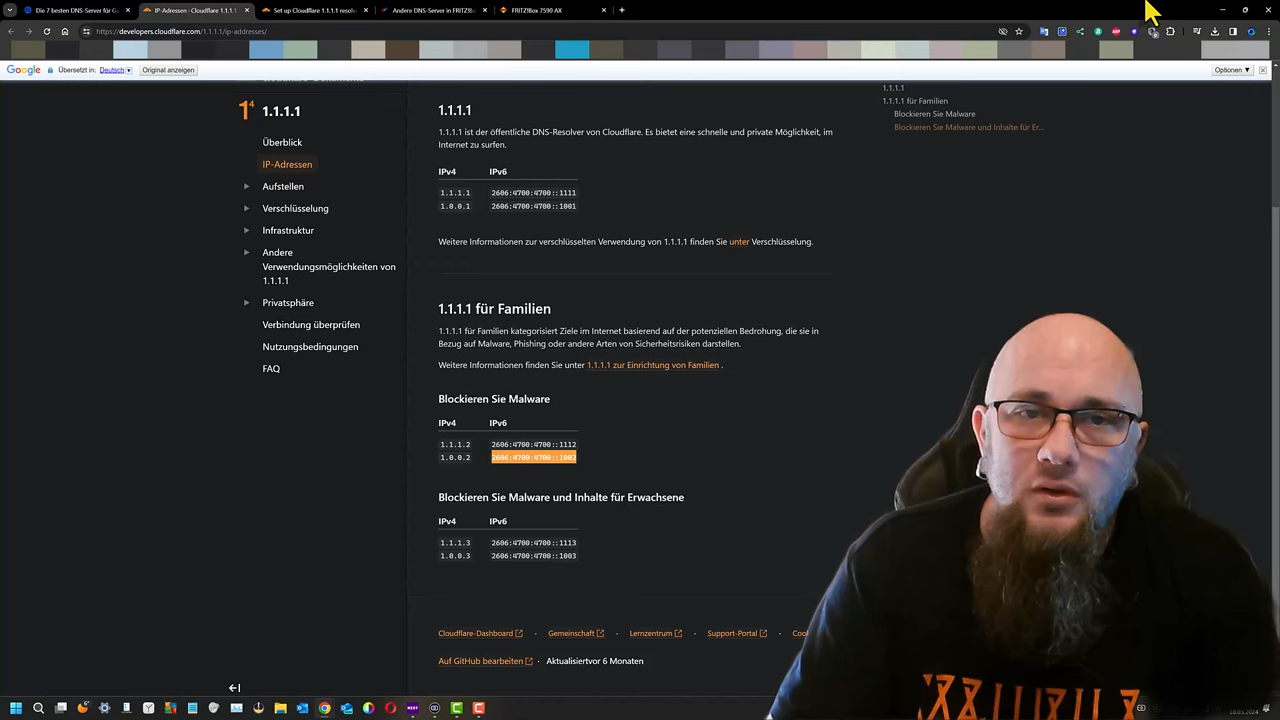 Die 7 besten DNS-Server für G
IP-Adressen · Cloudflare 1.1.1.1
Set up Cloudflare 1.1.1.1 resol
Andere DNS-Server in FRITZ!B
FRITZ!Box 7590 AX
https://developers.cloudflare.com/1.1.1.1/ip-addresses/
Google Übersetzt in: Deutsch Original anzeigen Optionen
1.1.1.1
Überblick
IP-Adressen
Aufstellen
Verschlüsselung
Infrastruktur
Andere
Verwendungsmöglichkeiten von
1.1.1.1
Privatsphäre
Verbindung überprüfen
Nutzungsbedingungen
FAQ
1.1.1.1
1.1.1.1 ist der öffentliche DNS-Resolver von Cloudflare. Es bietet eine schnelle und private Möglichkeit, im
Internet zu surfen.
IPv4 IPv6
1.1.1.1 2606:4700:4700::1111
1.0.0.1 2606:4700:4700::1001
Weitere Informationen zur verschlüsselten Verwendung von 1.1.1.1 finden Sie unter Verschlüsselung.
1.1.1.1 für Familien
1.1.1.1 für Familien kategorisiert Ziele im Internet basierend auf der potenziellen Bedrohung, die sie in
Bezug auf Malware, Phishing oder andere Arten von Sicherheitsrisiken darstellen.
Weitere Informationen finden Sie unter 1.1.1.1 zur Einrichtung von Familien .
Blockieren Sie Malware
IPv4 IPv6
1.1.1.2 2606:4700:4700::1112
1.0.0.2 2606:4700:4700::1002
Blockieren Sie Malware und Inhalte für Erwachsene
IPv4 IPv6
1.1.1.3 2606:4700:4700::1113
1.0.0.3 2606:4700:4700::1003
Cloudflare-Dashboard · Gemeinschaft · Lernzentrum · Support-Portal · Cool
Auf GitHub bearbeiten · Aktualisiertvor 6 Monaten
1.1.1.1
1.1.1.1 für Familien
Blockieren Sie Malware
Blockieren Sie Malware und Inhalte für Er...
18.03.2024